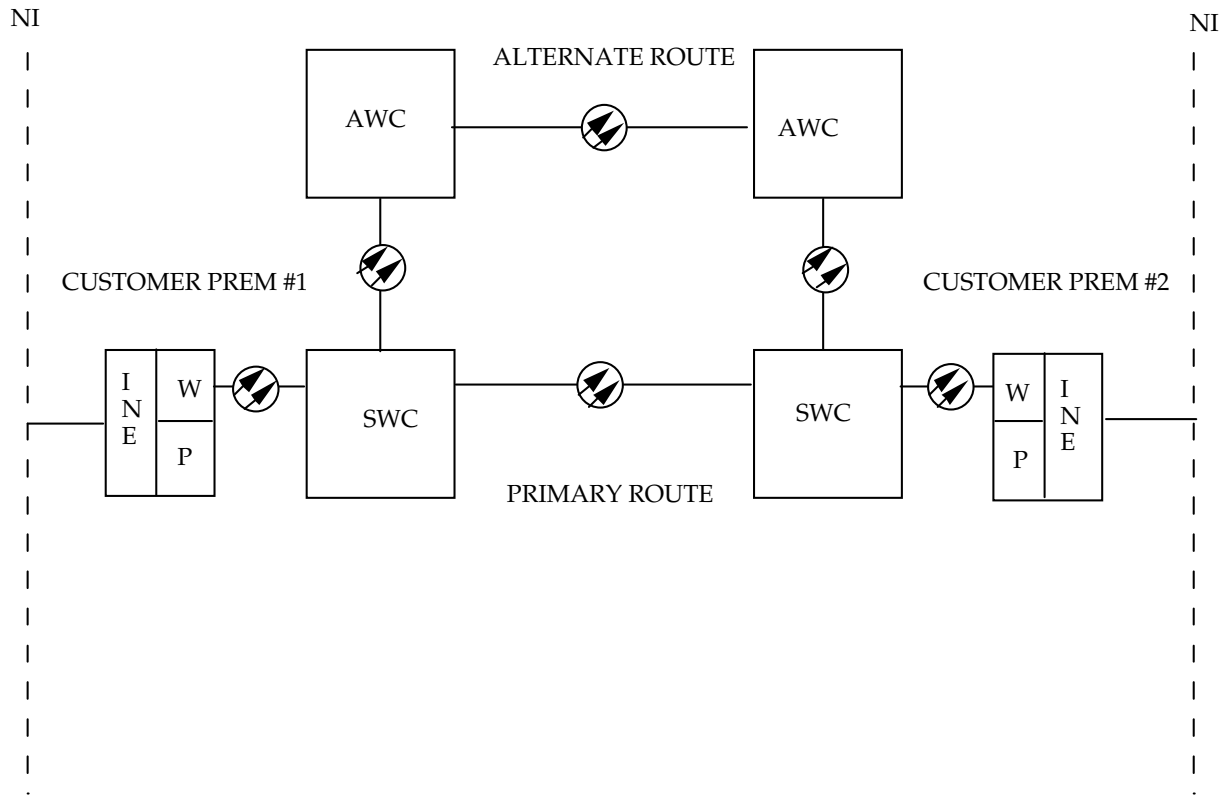 NI
NI
ALTERNATE ROUTE
AWC
AWC
CUSTOMER PREM #1
CUSTOMER PREM #2
I
N
E
W
P
SWC
SWC
W
P
I
N
E
PRIMARY ROUTE